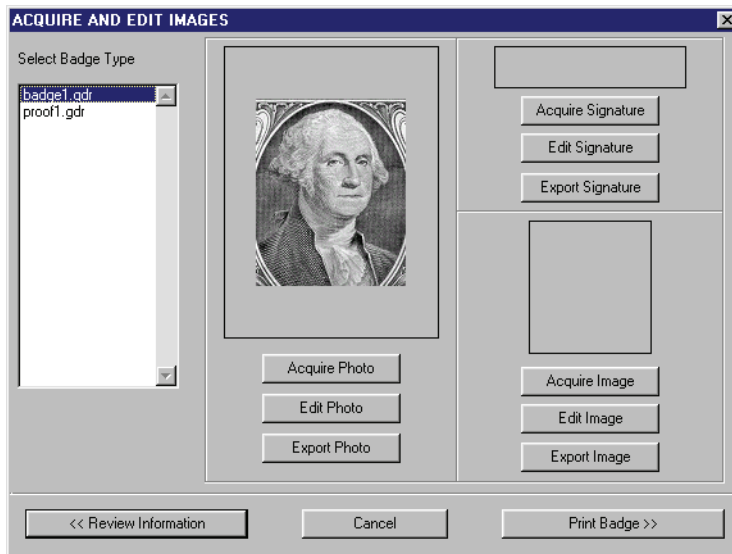 ACQUIRE AND EDIT IMAGES
Select Badge Type
badge1.gdr
proof1.gdr
Acquire Photo
Edit Photo
Export Photo
Acquire Signature
Edit Signature
Export Signature
Acquire Image
Edit Image
Export Image
<< Review Information
Cancel
Print Badge >>